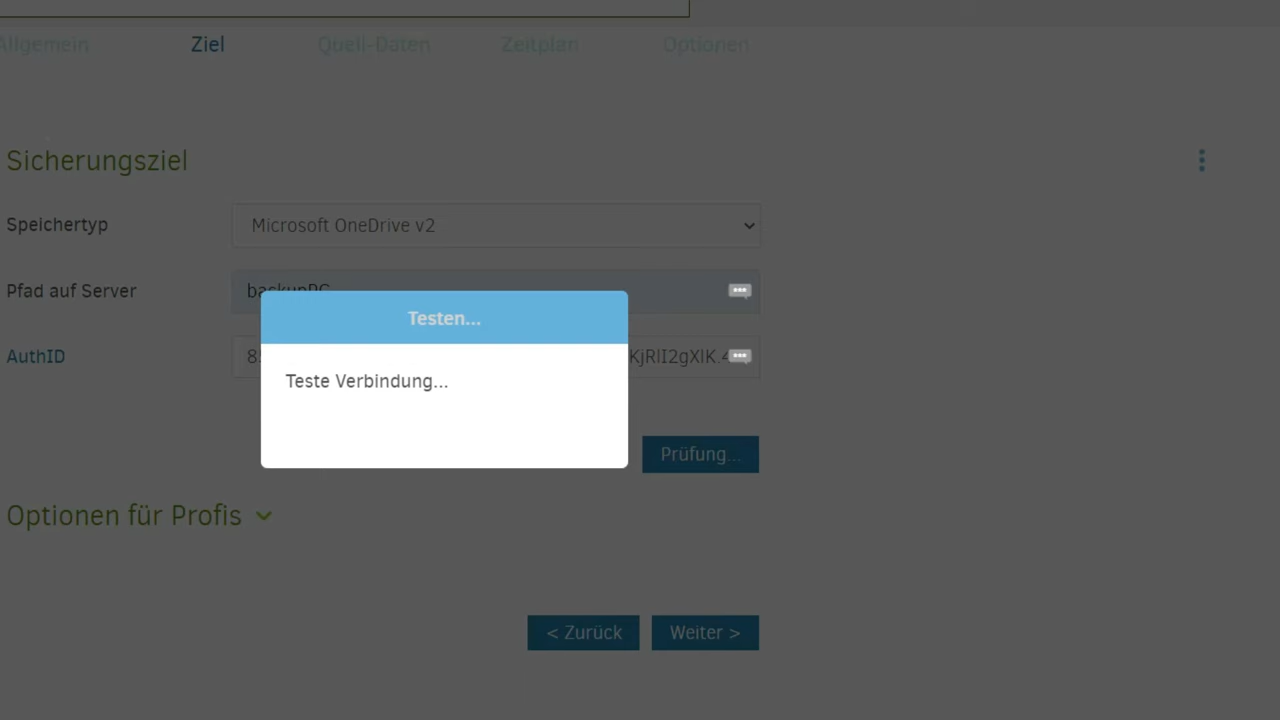 Allgemein Ziel Quell-Daten Zeitplan Optionen
Sicherungsziel
Speichertyp Microsoft OneDrive v2
Pfad auf Server backupPC
AuthID
Testen...
Teste Verbindung...
Prüfung...
Optionen für Profis
< Zurück Weiter >